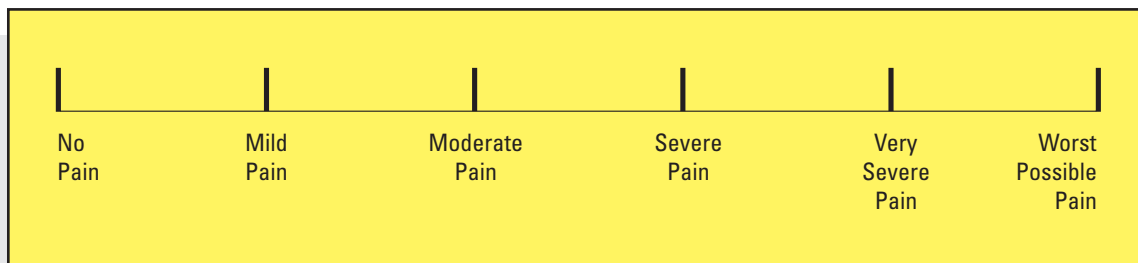 No
Pain
Mild
Pain
Moderate
Pain
Severe
Pain
Very
Severe
Pain
Worst
Possible
Pain